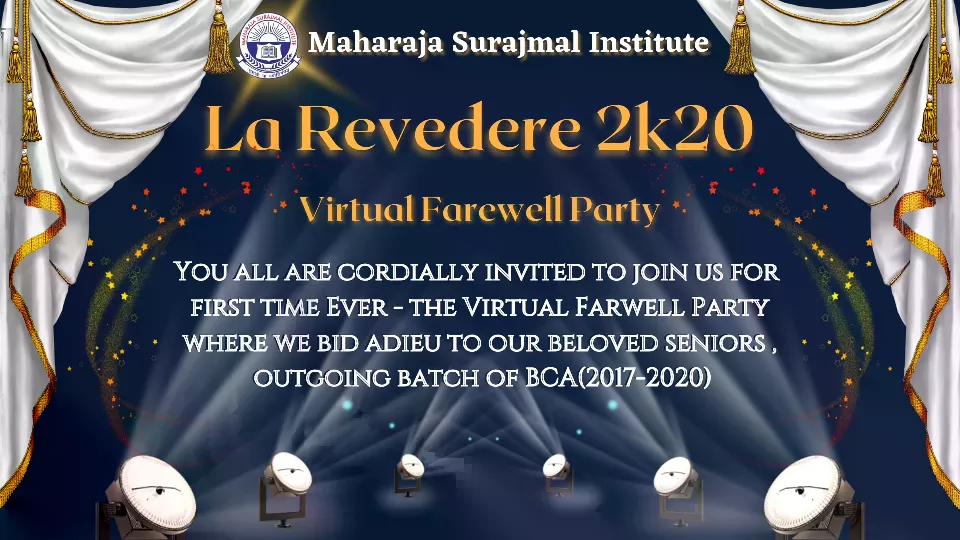 Maharaja Surajmal Institute
La Revedere 2k20
Virtual Farewell Party
You all are cordially invited to join us for
first time Ever - the Virtual Farwell Party
where we bid adieu to our beloved seniors ,
outgoing batch of BCA(2017-2020)